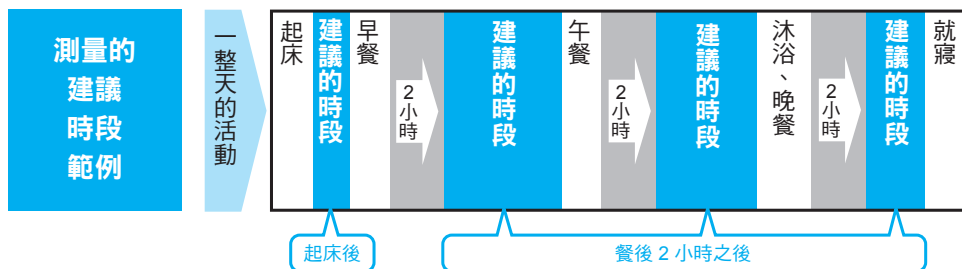 測量的
建議
時段
範例
一整天的活動
起床
建議的時段
早餐
2小時
建議的時段
午餐
2小時
建議的時段
沐浴、晚餐
2小時
建議的時段
就寢
起床後
餐後 2 小時之後